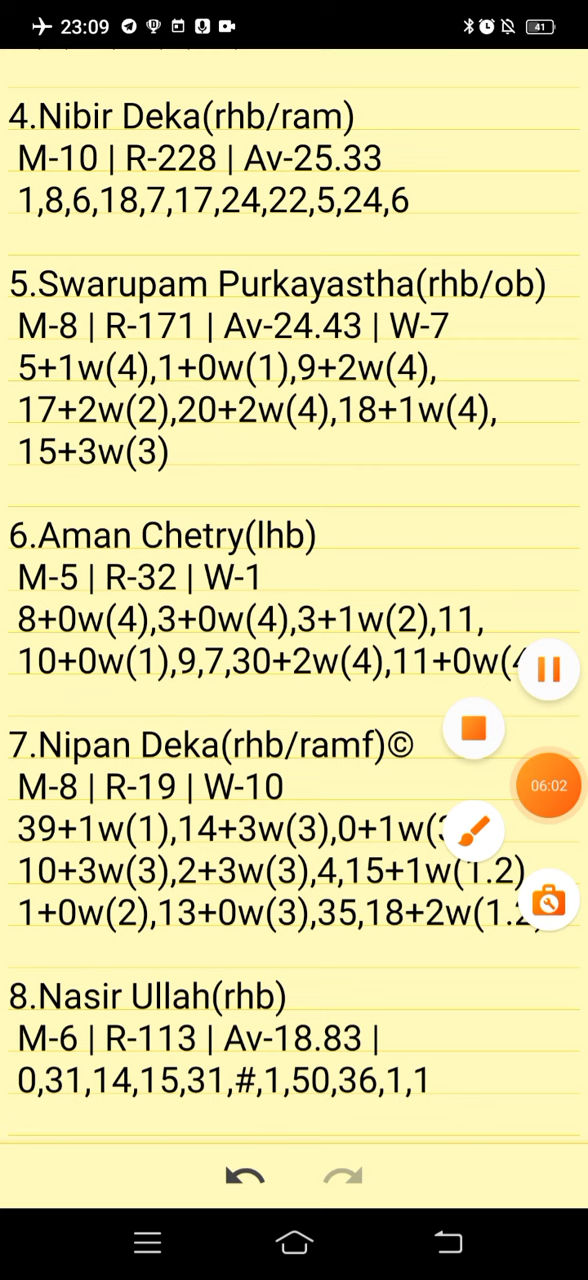 23:09
41
4.Nibir Deka(rhb/ram)
M-10 | R-228 | Av-25.33
1,8,6,18,7,17,24,22,5,24,6
5.Swarupam Purkayastha(rhb/ob)
M-8 | R-171 | Av-24.43 | W-7
5+1w(4),1+0w(1),9+2w(4),
17+2w(2),20+2w(4),18+1w(4),
15+3w(3)
6.Aman Chetry(lhb)
M-5 | R-32 | W-1
8+0w(4),3+0w(4),3+1w(2),11,
10+0w(1),9,7,30+2w(4),11+0w(
06:02
7.Nipan Deka(rhb/ramf)©
M-8 | R-19 | W-10
39+1w(1),14+3w(3),0+1w(
10+3w(3),2+3w(3),4,15+1w(1.2)
1+0w(2),13+0w(3),35,18+2w(1.2
8.Nasir Ullah(rhb)
M-6 | R-113 | Av-18.83 |
0,31,14,15,31,#,1,50,36,1,1